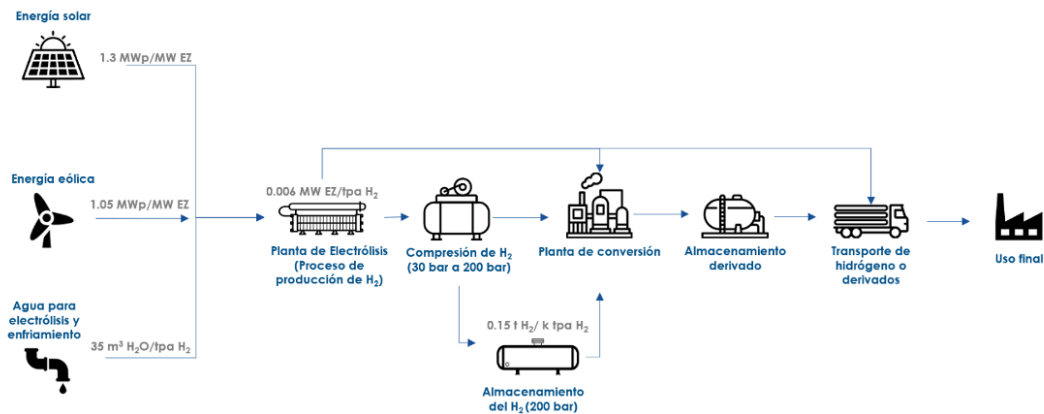 Energía solar
1.3 MWp/MW EZ
Energía eólica
1.05 MWp/MW EZ
Agua para
electrólisis y
enfriamiento
35 m³ H₂O/tpa H₂
0.006 MW EZ/tpa H₂
Planta de Electrólisis
(Proceso de
producción de H₂)
Compresión de H₂
(30 bar a 200 bar)
0.15 t H₂/ k tpa H₂
Almacenamiento
del H₂ (200 bar)
Planta de conversión
Almacenamiento
derivado
Transporte de
hidrógeno o
derivados
Uso final